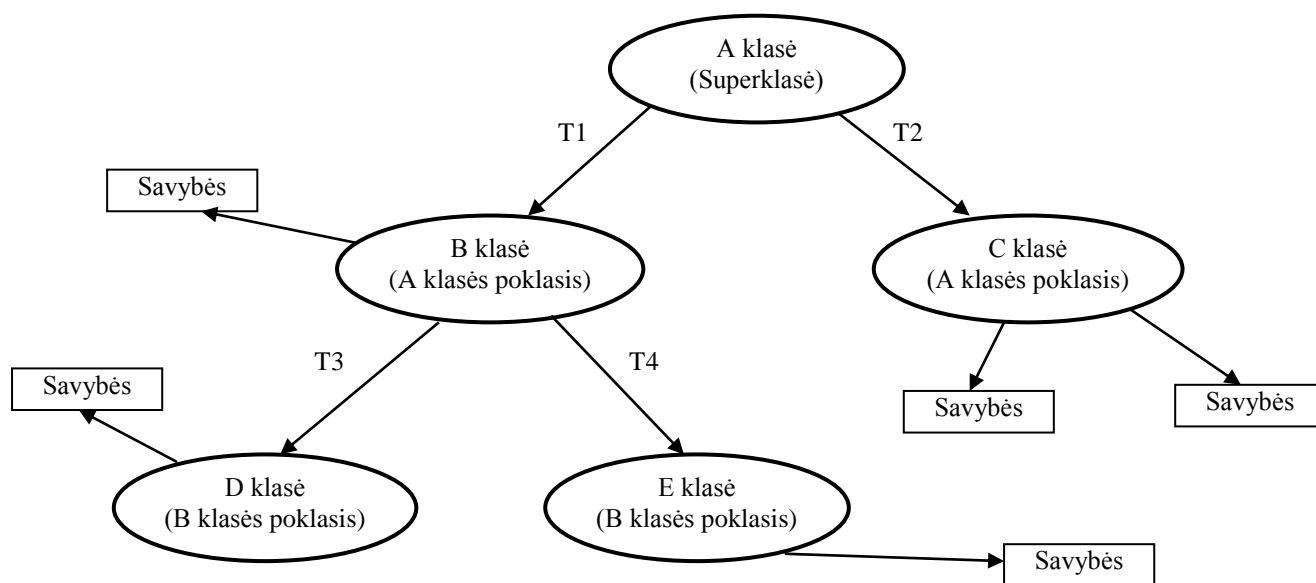 A klasė
(Superklasė)
T1
T2
Savybės
B klasė
(A klasės poklasis)
C klasė
(A klasės poklasis)
T3
T4
Savybės
Savybės
Savybės
D klasė
(B klasės poklasis)
E klasė
(B klasės poklasis)
Savybės